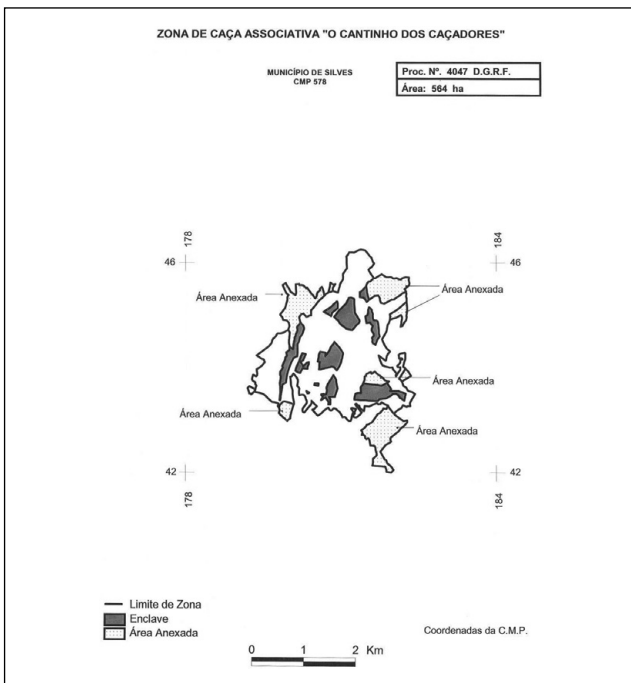 ZONA DE CAÇA ASSOCIATIVA "O CANTINHO DOS CAÇADORES"
MUNICÍPIO DE SILVES
CMP 578
Proc. Nº. 4047 D.G.R.F.
Área: 564 ha
178
184
46
46
Área Anexada
Área Anexada
Área Anexada
Área Anexada
Área Anexada
42
42
178
184
Limite de Zona
Enclave
Área Anexada
Coordenadas da C.M.P.
0 1 2 Km